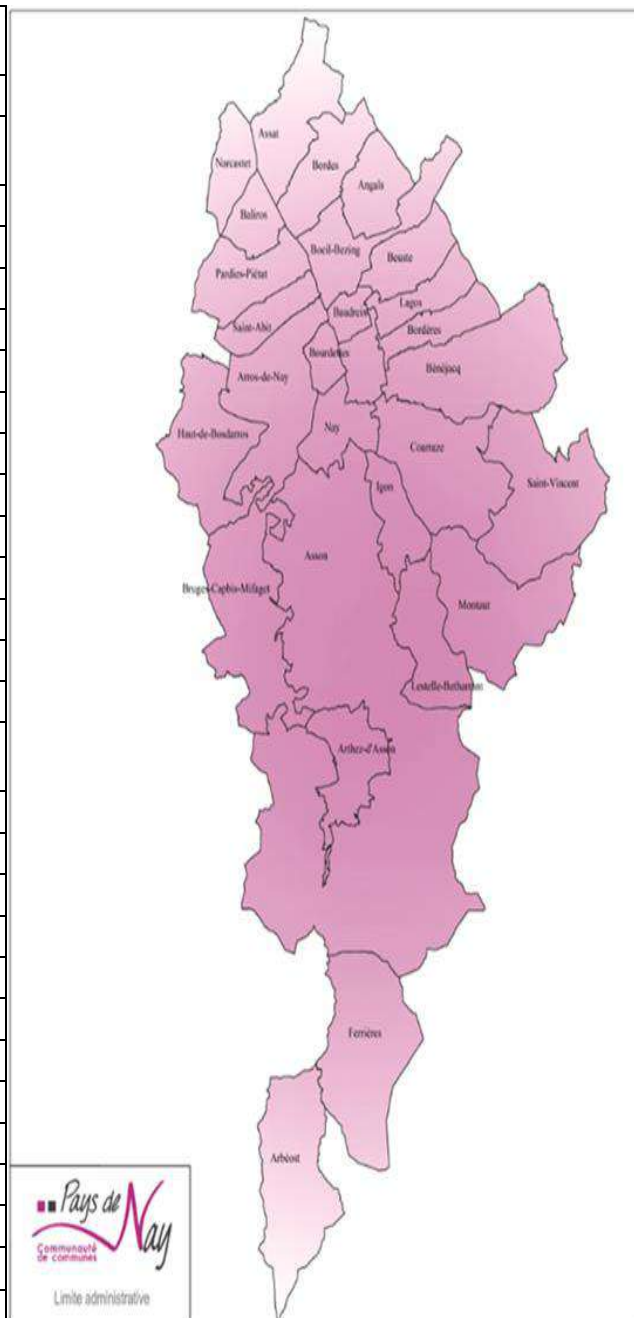 Assat
Narcastet
Bordes
Angaïs
Baliros
Boeil-Bezing
Beuste
Pardies-Piétat
Lagos
Baudreix
Saint-Abit
Bordères
Bourdettes
Bénéjacq
Arros-de-Nay
Nay
Haut-de-Bosdarros
Coarraze
Saint-Vincent
Igon
Asson
Bruges-Capbis-Mifaget
Montaut
Lestelle-Betharram
Arthez-d'Asson
Ferrières
Arbéost
Pays de Nay
Communauté
de communes
Limite administrative